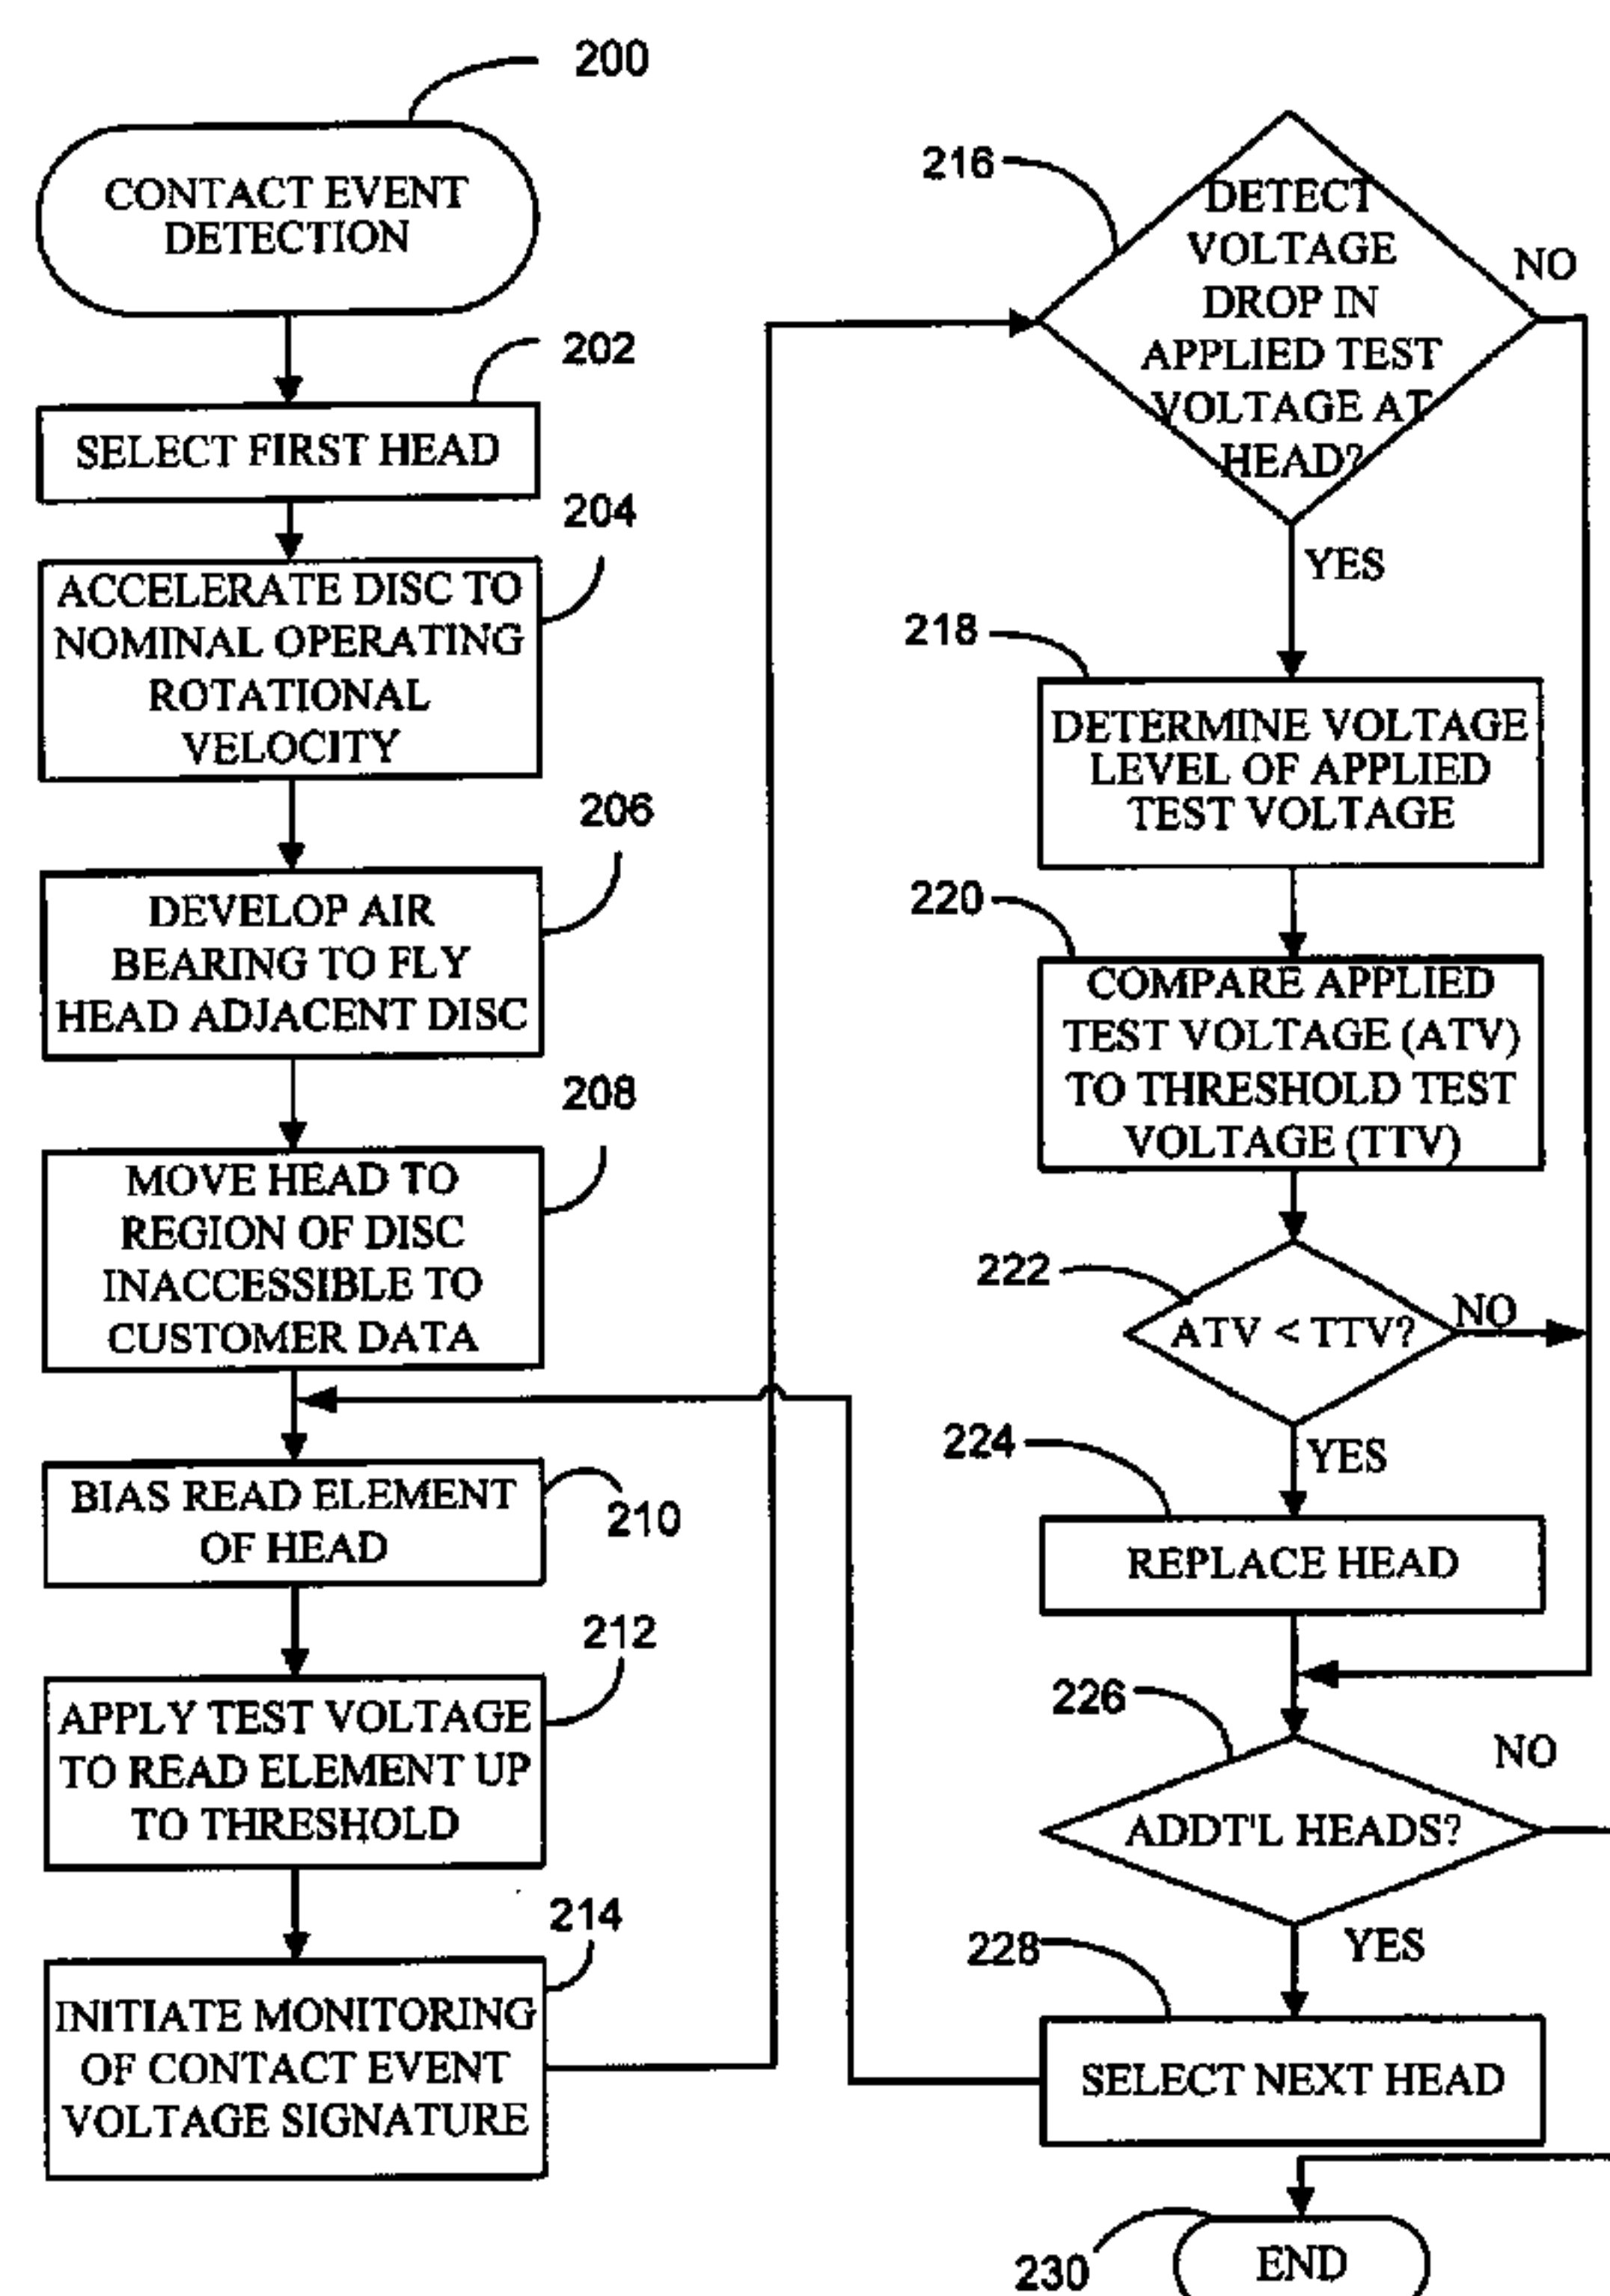 200
CONTACT EVENT
DETECTION
202
SELECT FIRST HEAD
204
ACCELERATE DISC TO
NOMINAL OPERATING
ROTATIONAL
VELOCITY
206
DEVELOP AIR
BEARING TO FLY
HEAD ADJACENT DISC
208
MOVE HEAD TO
REGION OF DISC
INACCESSIBLE TO
CUSTOMER DATA
BIAS READ ELEMENT
OF HEAD
210
212
APPLY TEST VOLTAGE
TO READ ELEMENT UP
TO THRESHOLD
214
INITIATE MONITORING
OF CONTACT EVENT
VOLTAGE SIGNATURE
216
DETECT
VOLTAGE
DROP IN
APPLIED TEST
VOLTAGE AT
HEAD?
NO
YES
218
DETERMINE VOLTAGE
LEVEL OF APPLIED
TEST VOLTAGE
220
COMPARE APPLIED
TEST VOLTAGE (ATV)
TO THRESHOLD TEST
VOLTAGE (TTV)
222
ATV < TTV?
NO
YES
224
REPLACE HEAD
226
ADDT'L HEADS?
NO
YES
228
SELECT NEXT HEAD
230
END